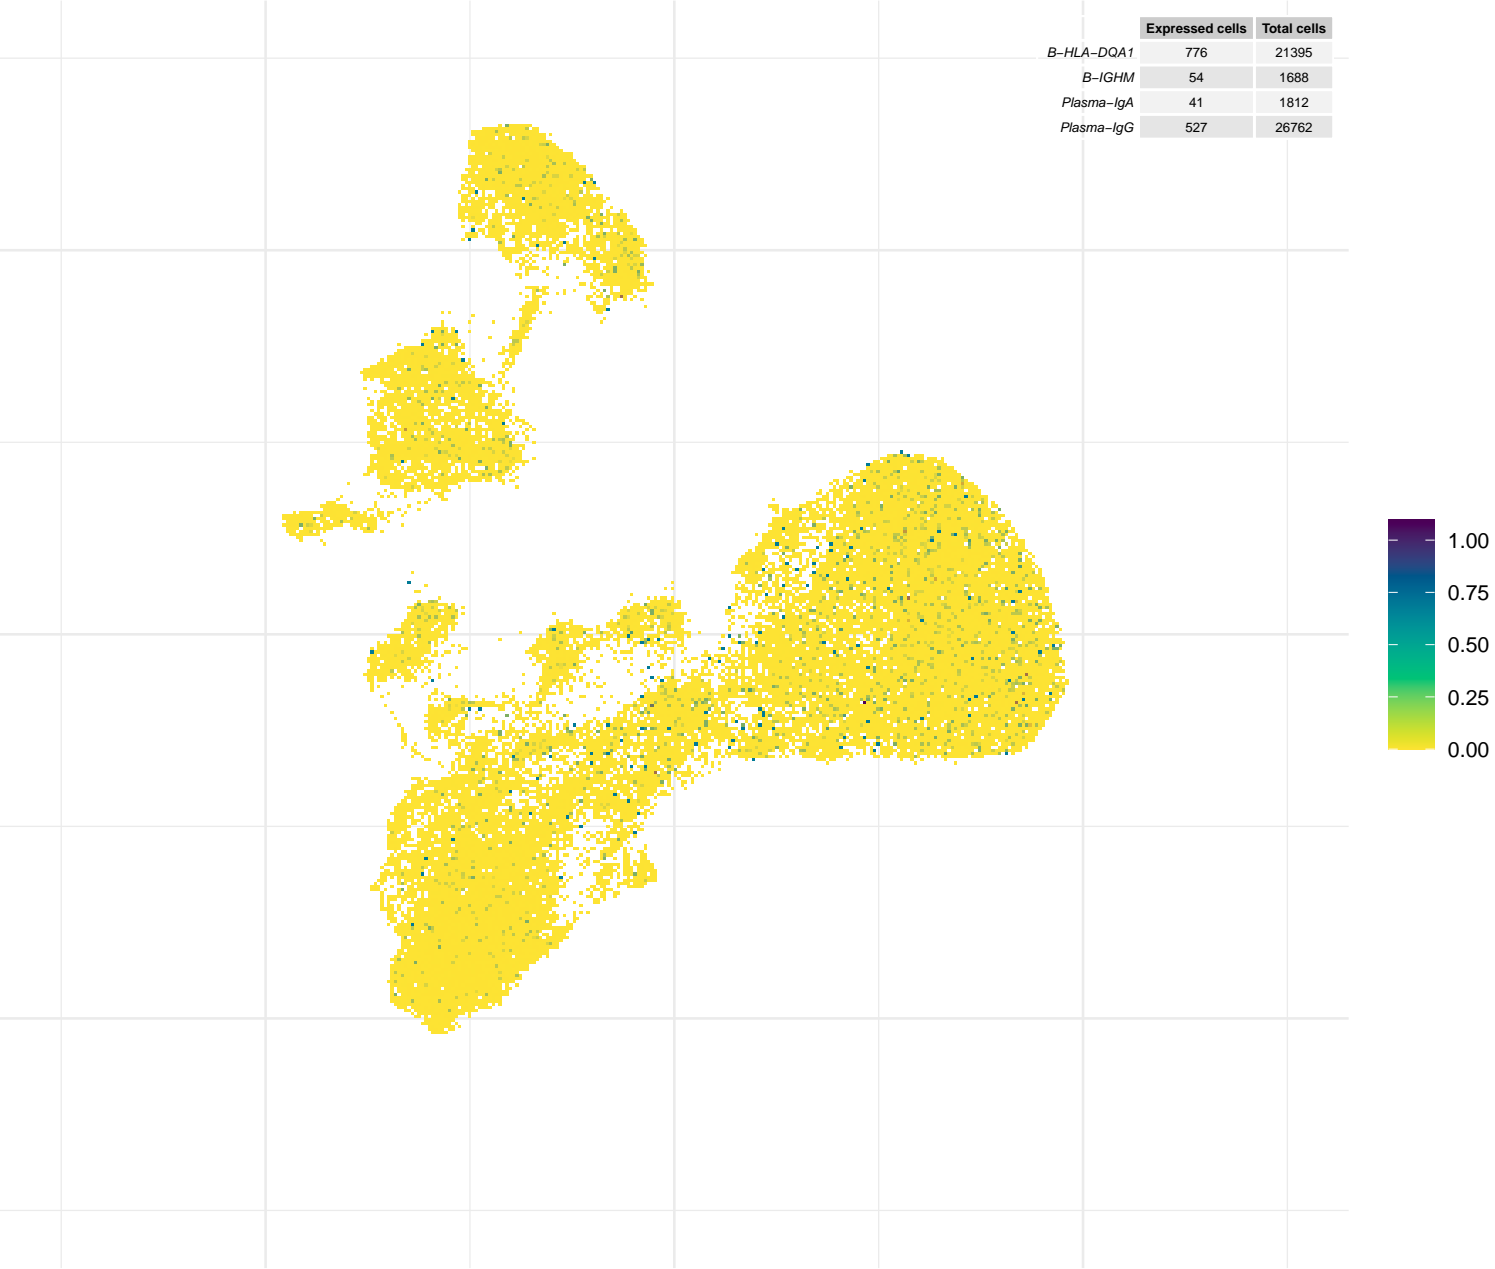 Expressed cells Total cells
B−HLA−DQA1 776 21395
B−IGHM 54 1688
Plasma−IgA 41 1812
Plasma−IgG 527 26762
1.00
0.75
0.50
0.25
0.00